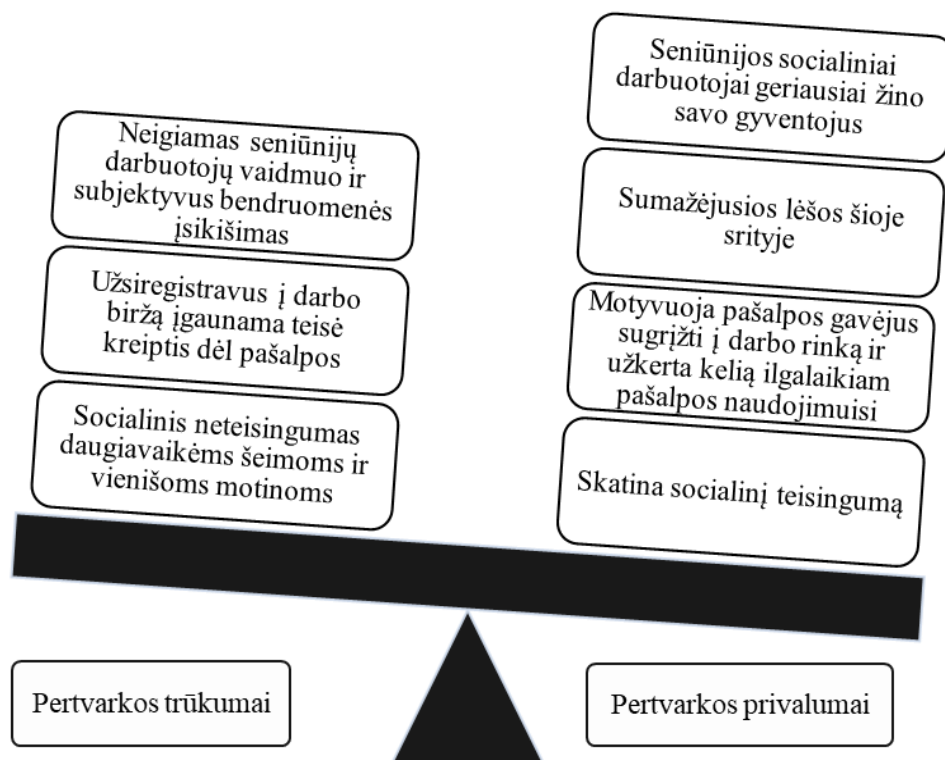 Neigiamas seniūnijų
darbuotojų vaidmuo ir
subjektyvus bendruomenės
įsikišimas
Užsiregistravus į darbo
biržą įgaunama teisė
kreiptis dėl pašalpos
Socialinis neteisingumas
daugiavaikėms šeimoms ir
vienišoms motinoms
Seniūnijos socialiniai
darbuotojai geriausiai žino
savo gyventojus
Sumažėjusios lėšos šioje
srityje
Motyvuoja pašalpos gavėjus
sugrįžti į darbo rinką ir
užkerta kelią ilgalaikiam
pašalpos naudojimuisi
Skatina socialinį teisingumą
Pertvarkos trūkumai
Pertvarkos privalumai